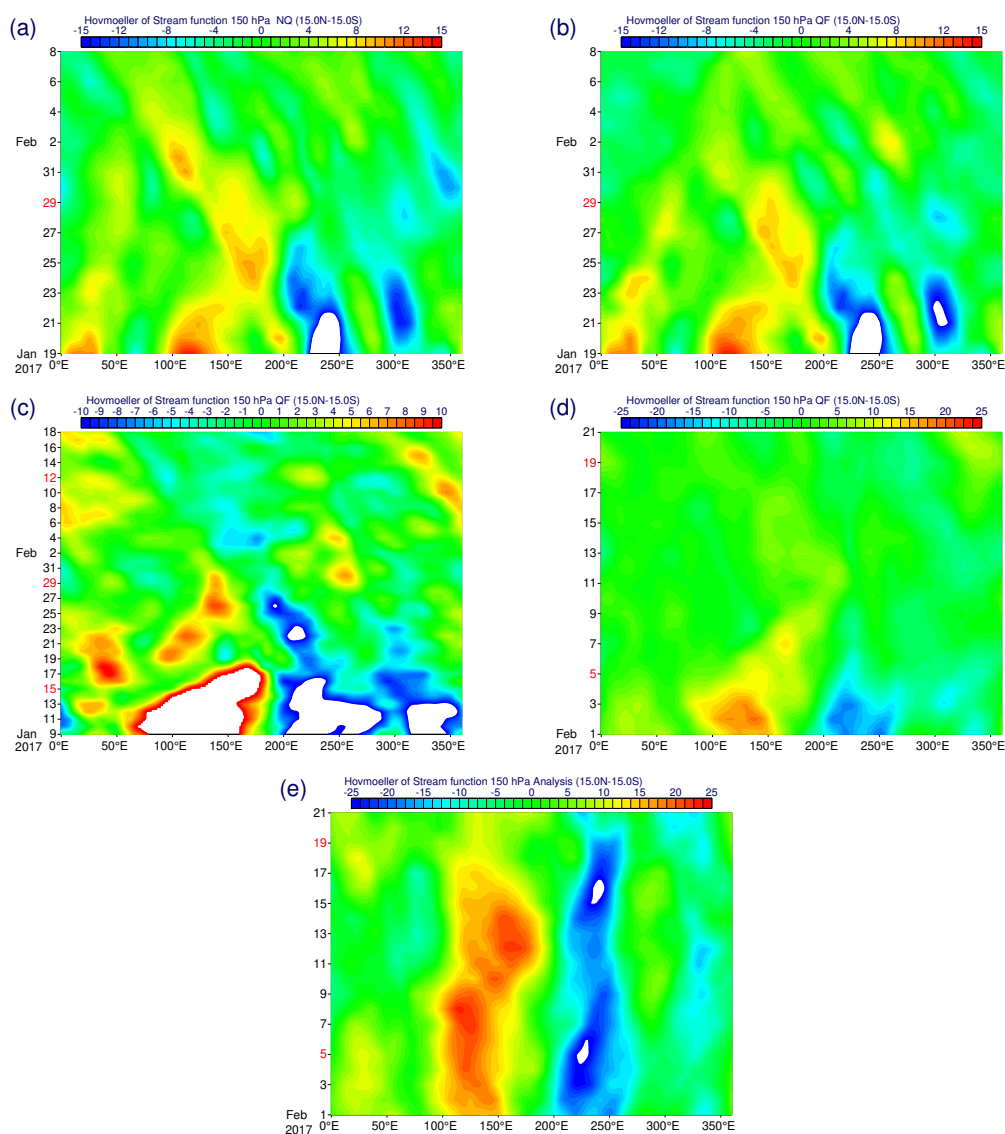 (a)
Hovmoeller of Stream function 150 hPa NQ (15.0N-15.0S)
-15 -12 -8 -4 0 4 8 12 15
8
6
4
Feb 2
31
29
27
25
23
21
Jan 19
2017
0°E 50°E 100°E 150°E 200°E 250°E 300°E 350°E
(b)
Hovmoeller of Stream function 150 hPa QF (15.0N-15.0S)
-15 -12 -8 -4 0 4 8 12 15
8
6
4
Feb 2
31
29
27
25
23
21
Jan 19
2017
0°E 50°E 100°E 150°E 200°E 250°E 300°E 350°E
(c)
Hovmoeller of Stream function 150 hPa QF (15.0N-15.0S)
-10 -9 -8 -7 -6 -5 -4 -3 -2 -1 0 1 2 3 4 5 6 7 8 9 10
18
16
14
12
10
8
6
4
Feb 2
31
29
27
25
23
21
19
17
15
13
11
Jan 9
2017
0°E 50°E 100°E 150°E 200°E 250°E 300°E 350°E
(d)
Hovmoeller of Stream function 150 hPa QF (15.0N-15.0S)
-25 -20 -15 -10 -5 0 5 10 15 20 25
21
19
17
15
13
11
9
7
5
3
Feb 1
2017
0°E 50°E 100°E 150°E 200°E 250°E 300°E 350°E
(e)
Hovmoeller of Stream function 150 hPa Analysis (15.0N-15.0S)
-25 -20 -15 -10 -5 0 5 10 15 20 25
21
19
17
15
13
11
9
7
5
3
Feb 1
2017
0°E 50°E 100°E 150°E 200°E 250°E 300°E 350°E